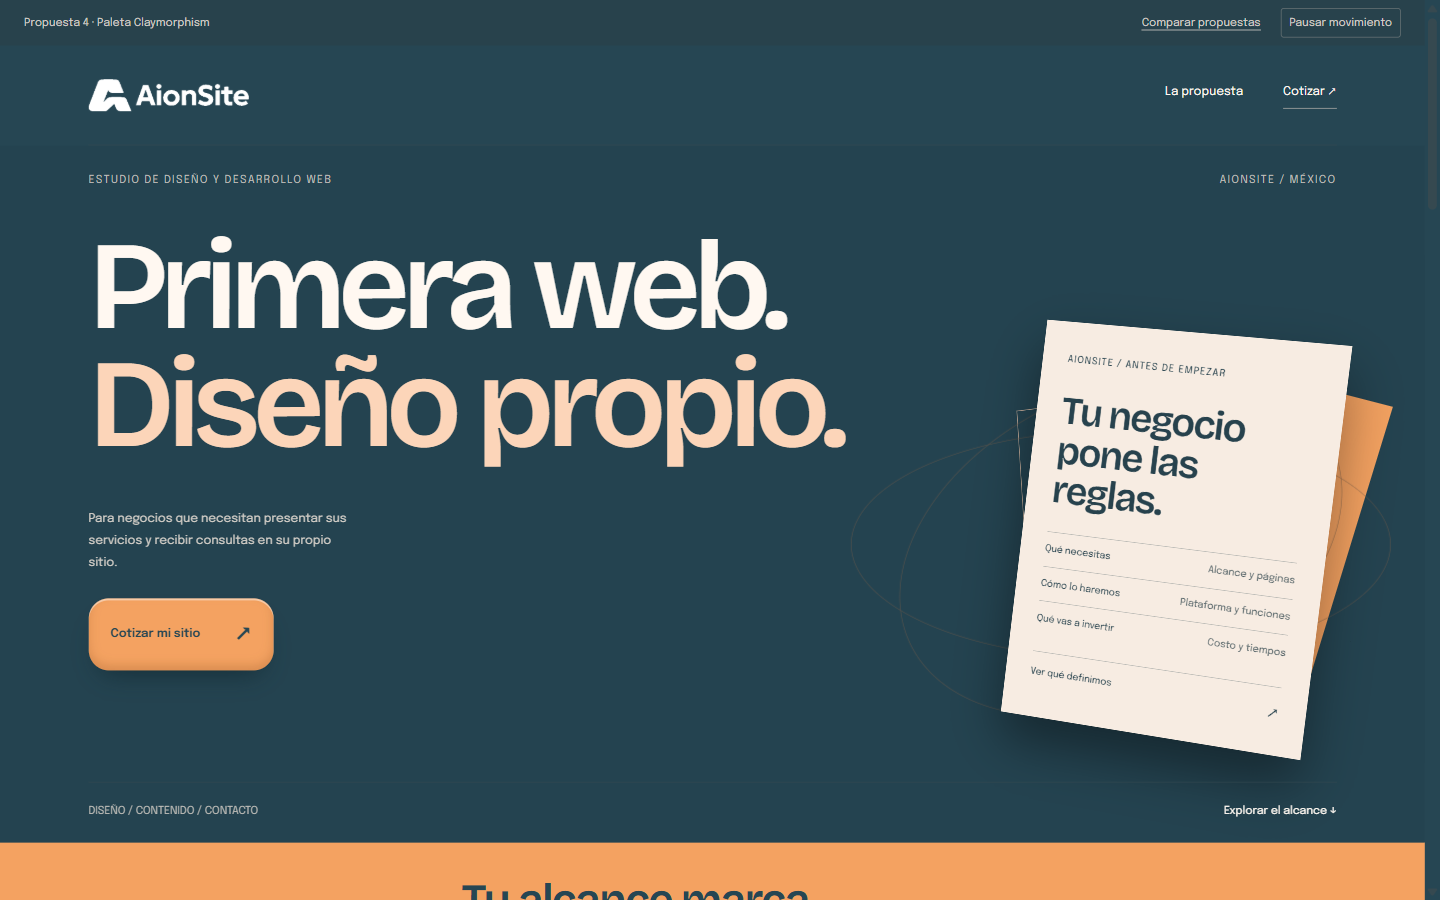 Propuesta 4 · Paleta Claymorphism
Comparar propuestas
Pausar movimiento
AionSite
La propuesta
Cotizar ↗
ESTUDIO DE DISEÑO Y DESARROLLO WEB
AIONSITE / MÉXICO
Primera web.
Diseño propio.
Para negocios que necesitan presentar sus
servicios y recibir consultas en su propio
sitio.
Cotizar mi sitio ↗
AIONSITE / ANTES DE EMPEZAR
Tu negocio
pone las
reglas.
Qué necesitas
Alcance y páginas
Cómo lo haremos
Plataforma y funciones
Qué vas a invertir
Costo y tiempos
Ver qué definimos
↗
DISEÑO / CONTENIDO / CONTACTO
Explorar el alcance ↓
Tu alcance marca